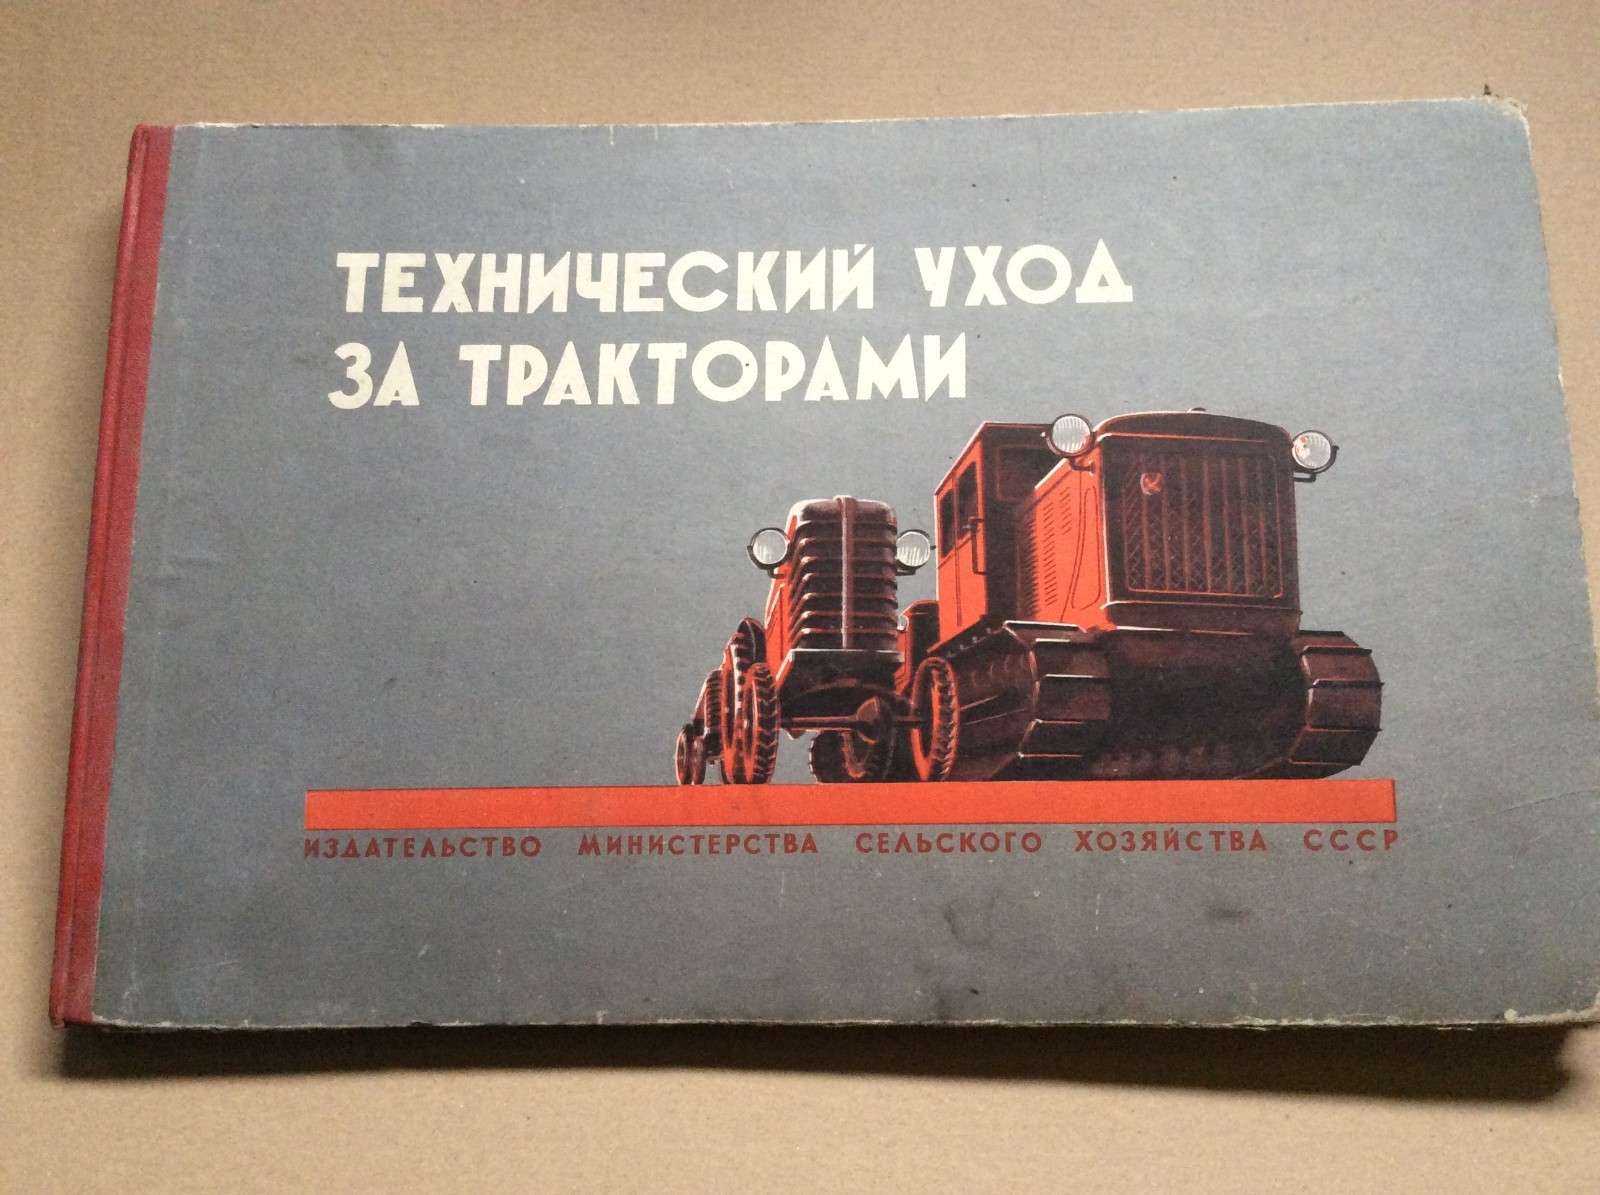 ТЕХНИЧЕСКИЙ УХОД
ЗА ТРАКТОРАМИ
ИЗДАТЕЛЬСТВО МИНИСТЕРСТВА СЕЛЬСКОГО ХОЗЯЙСТВА СССР